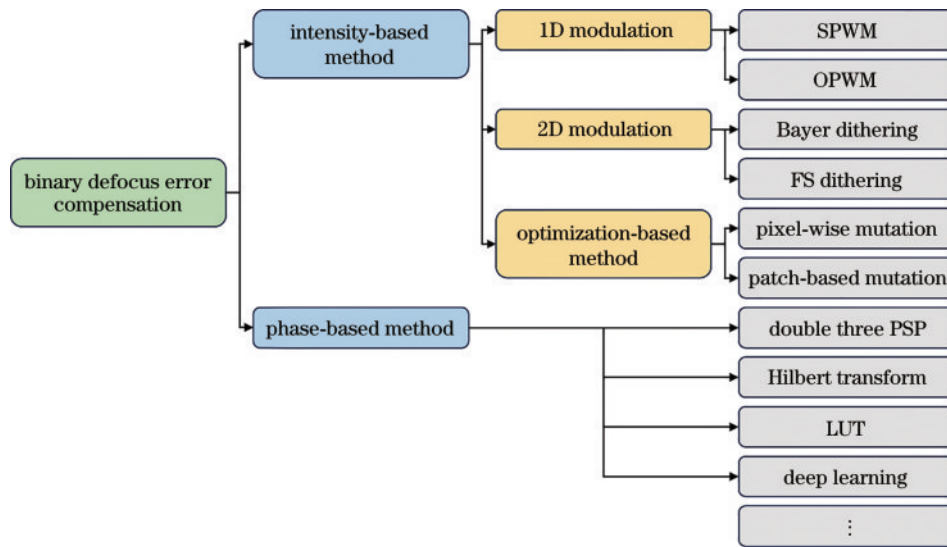 intensity-based
method
1D modulation
SPWM
OPWM
2D modulation
Bayer dithering
FS dithering
binary defocus error
compensation
optimization-based
method
pixel-wise mutation
patch-based mutation
phase-based method
double three PSP
Hilbert transform
LUT
deep learning
⋮